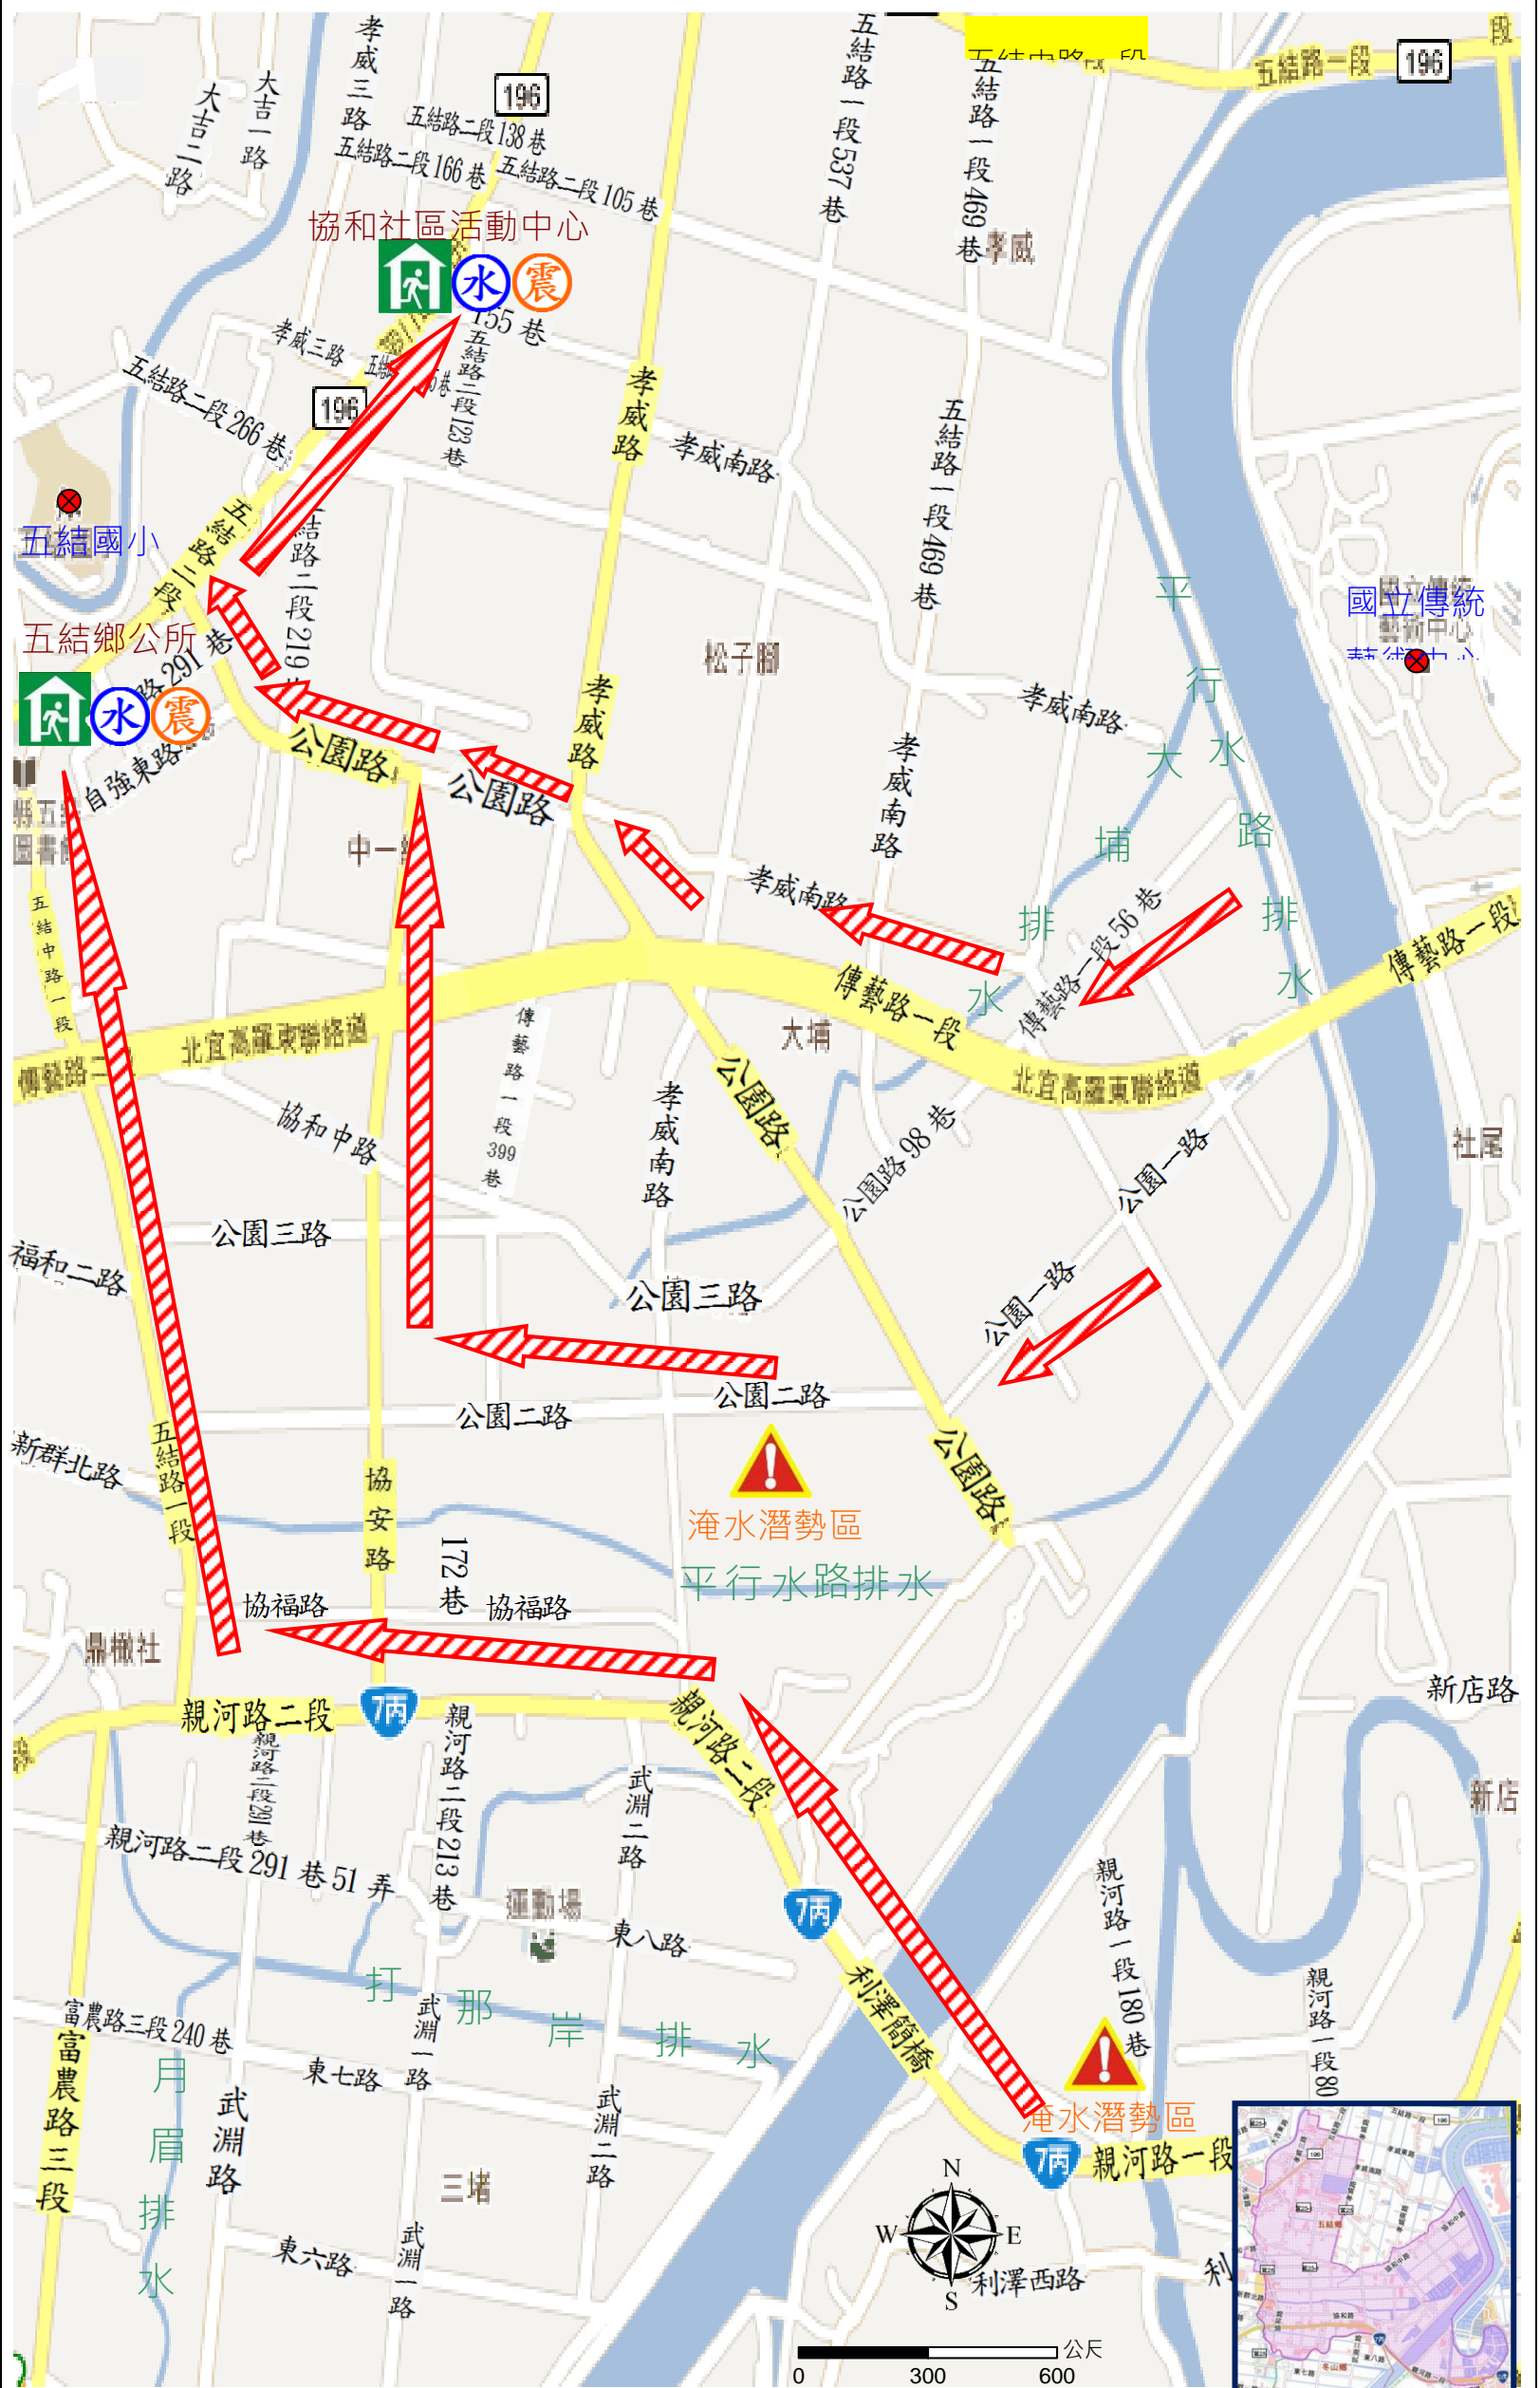 孝威三路
大吉一路
大吉二路
196
五結路二段138巷
五結路二段166巷
五結路二段105巷
五結路一段537巷
五結路一段469巷
五結路一段
196
段
孝威
協和社區活動中心
水
震
155巷
孝威三路
五結路二段123巷
五結路二段266巷
196
孝威路
孝威南路
五結路一段469巷
五結國小
五結路二段
結路二段219
五結鄉公所
路291巷
水
震
自強東路
公園路
公園路
孝威路
松子腳
孝威南路
孝威南路
孝威南路
國立傳統
藝術中心
平行水路排水
大埔排水
傳藝路一段56巷
傳藝路一段
傳藝路一段
北宜高羅東聯絡道
北宜高羅東聯絡道
五結中路一段
中一
傳藝路一段399巷
大埔
協和中路
孝威南路
公園路
公園路98巷
公園一路
公園一路
社尾
公園三路
公園三路
福和二路
公園二路
公園二路
新群北路
五結路一段
協安路
公園路
淹水潛勢區
平行水路排水
172巷
協福路
協福路
鼎橄社
親河路二段
7丙
親河路二段
親河路二段291巷
親河路二段213巷
武淵二路
新店路
新店
親河路二段291巷51弄
運動場
東八路
7丙
利澤簡橋
親河路一段180巷
親河路一段80
打那岸排水
富農路三段240巷
富農路三段
月眉排水
武淵路
東七路
武淵一路
武淵二路
淹水潛勢區
7丙
親河路一段
三堵
東六路
武淵一路
N
W
E
S
利澤西路
利
公尺
0
300
600